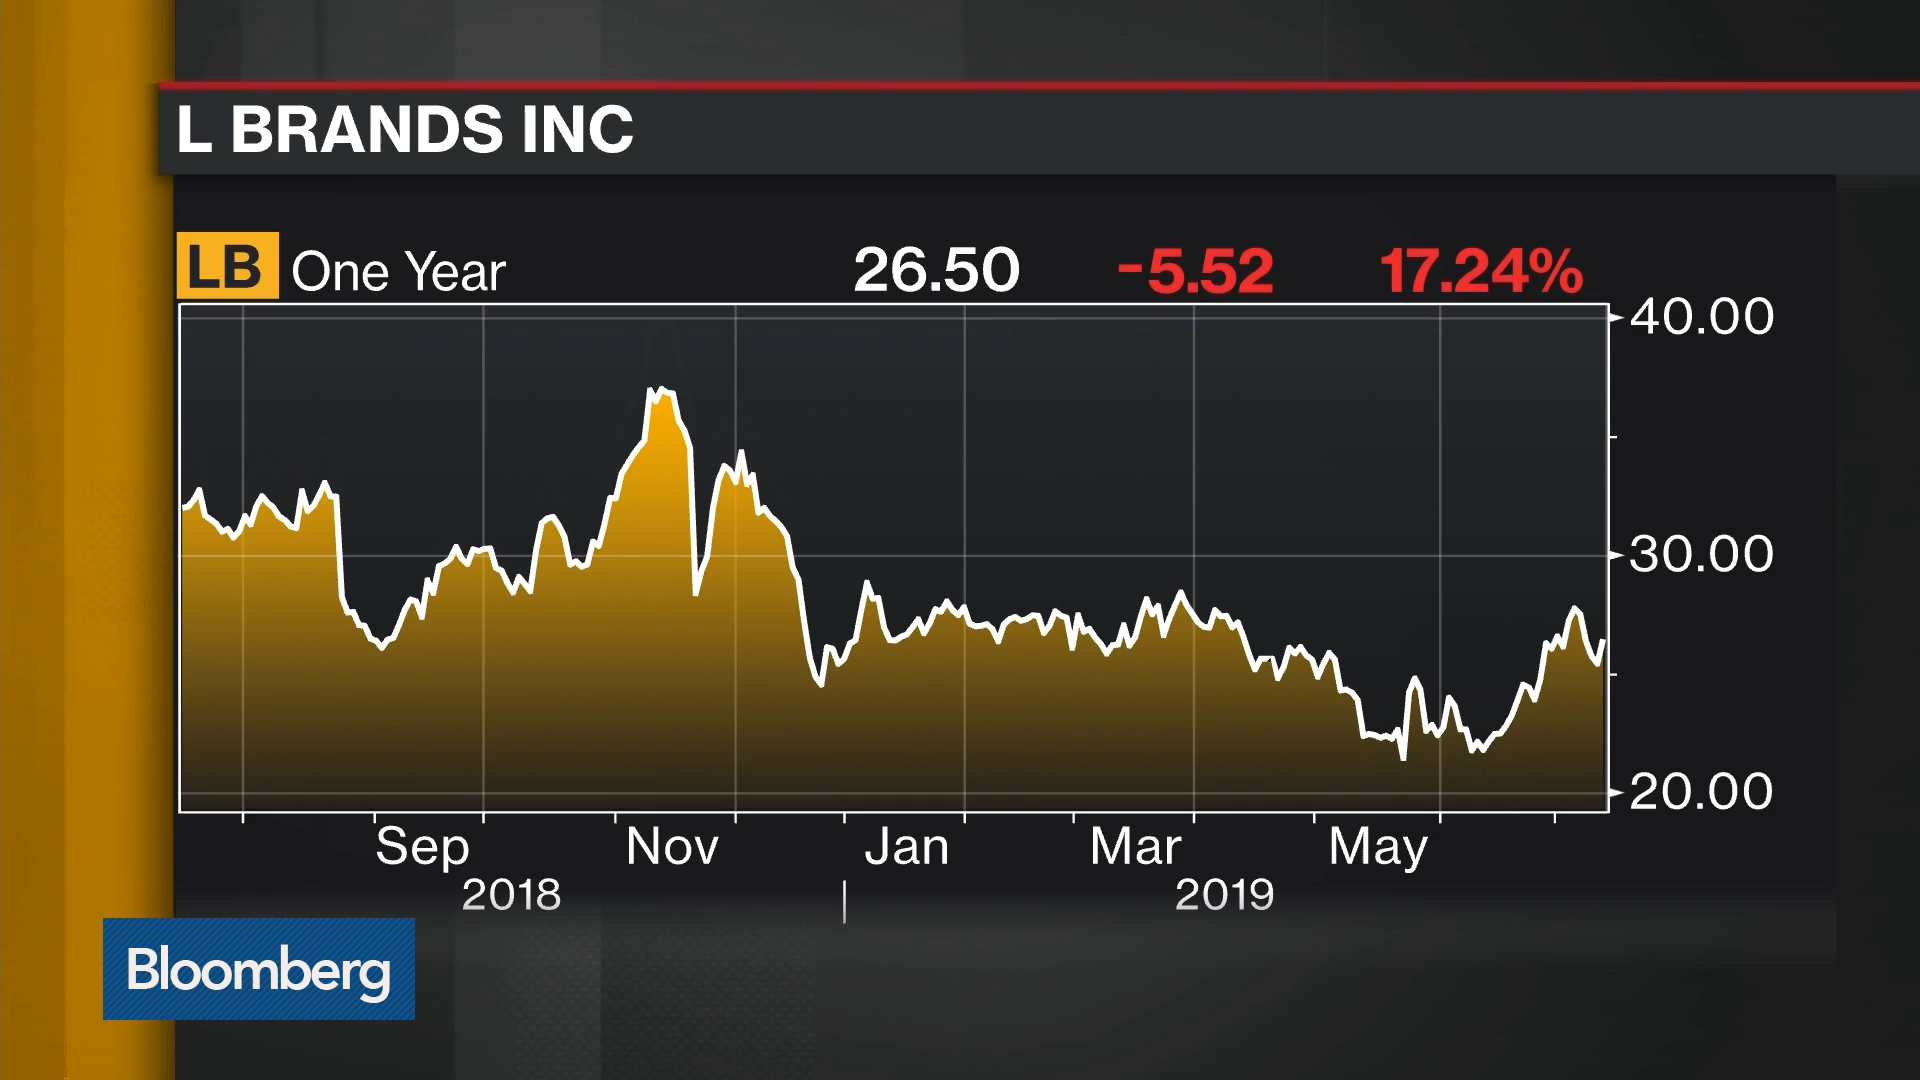 L BRANDS INC
LB One Year 26.50 -5.52 17.24%
40.00
30.00
20.00
Sep Nov Jan Mar May
2018 2019
Bloomberg